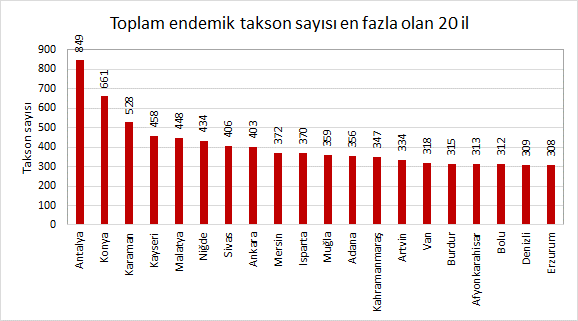 Toplam endemik takson sayısı en fazla olan 20 il
Takson sayısı
900
800
700
600
500
400
300
200
100
0
849
661
528
458
448
434
406
403
372
370
359
356
347
334
318
315
313
312
309
308
Antalya
Konya
Karaman
Kayseri
Malatya
Niğde
Sivas
Ankara
Mersin
Isparta
Muğla
Adana
Kahramanmaraş
Artvin
Van
Burdur
Afyonkarahisar
Bolu
Denizli
Erzurum